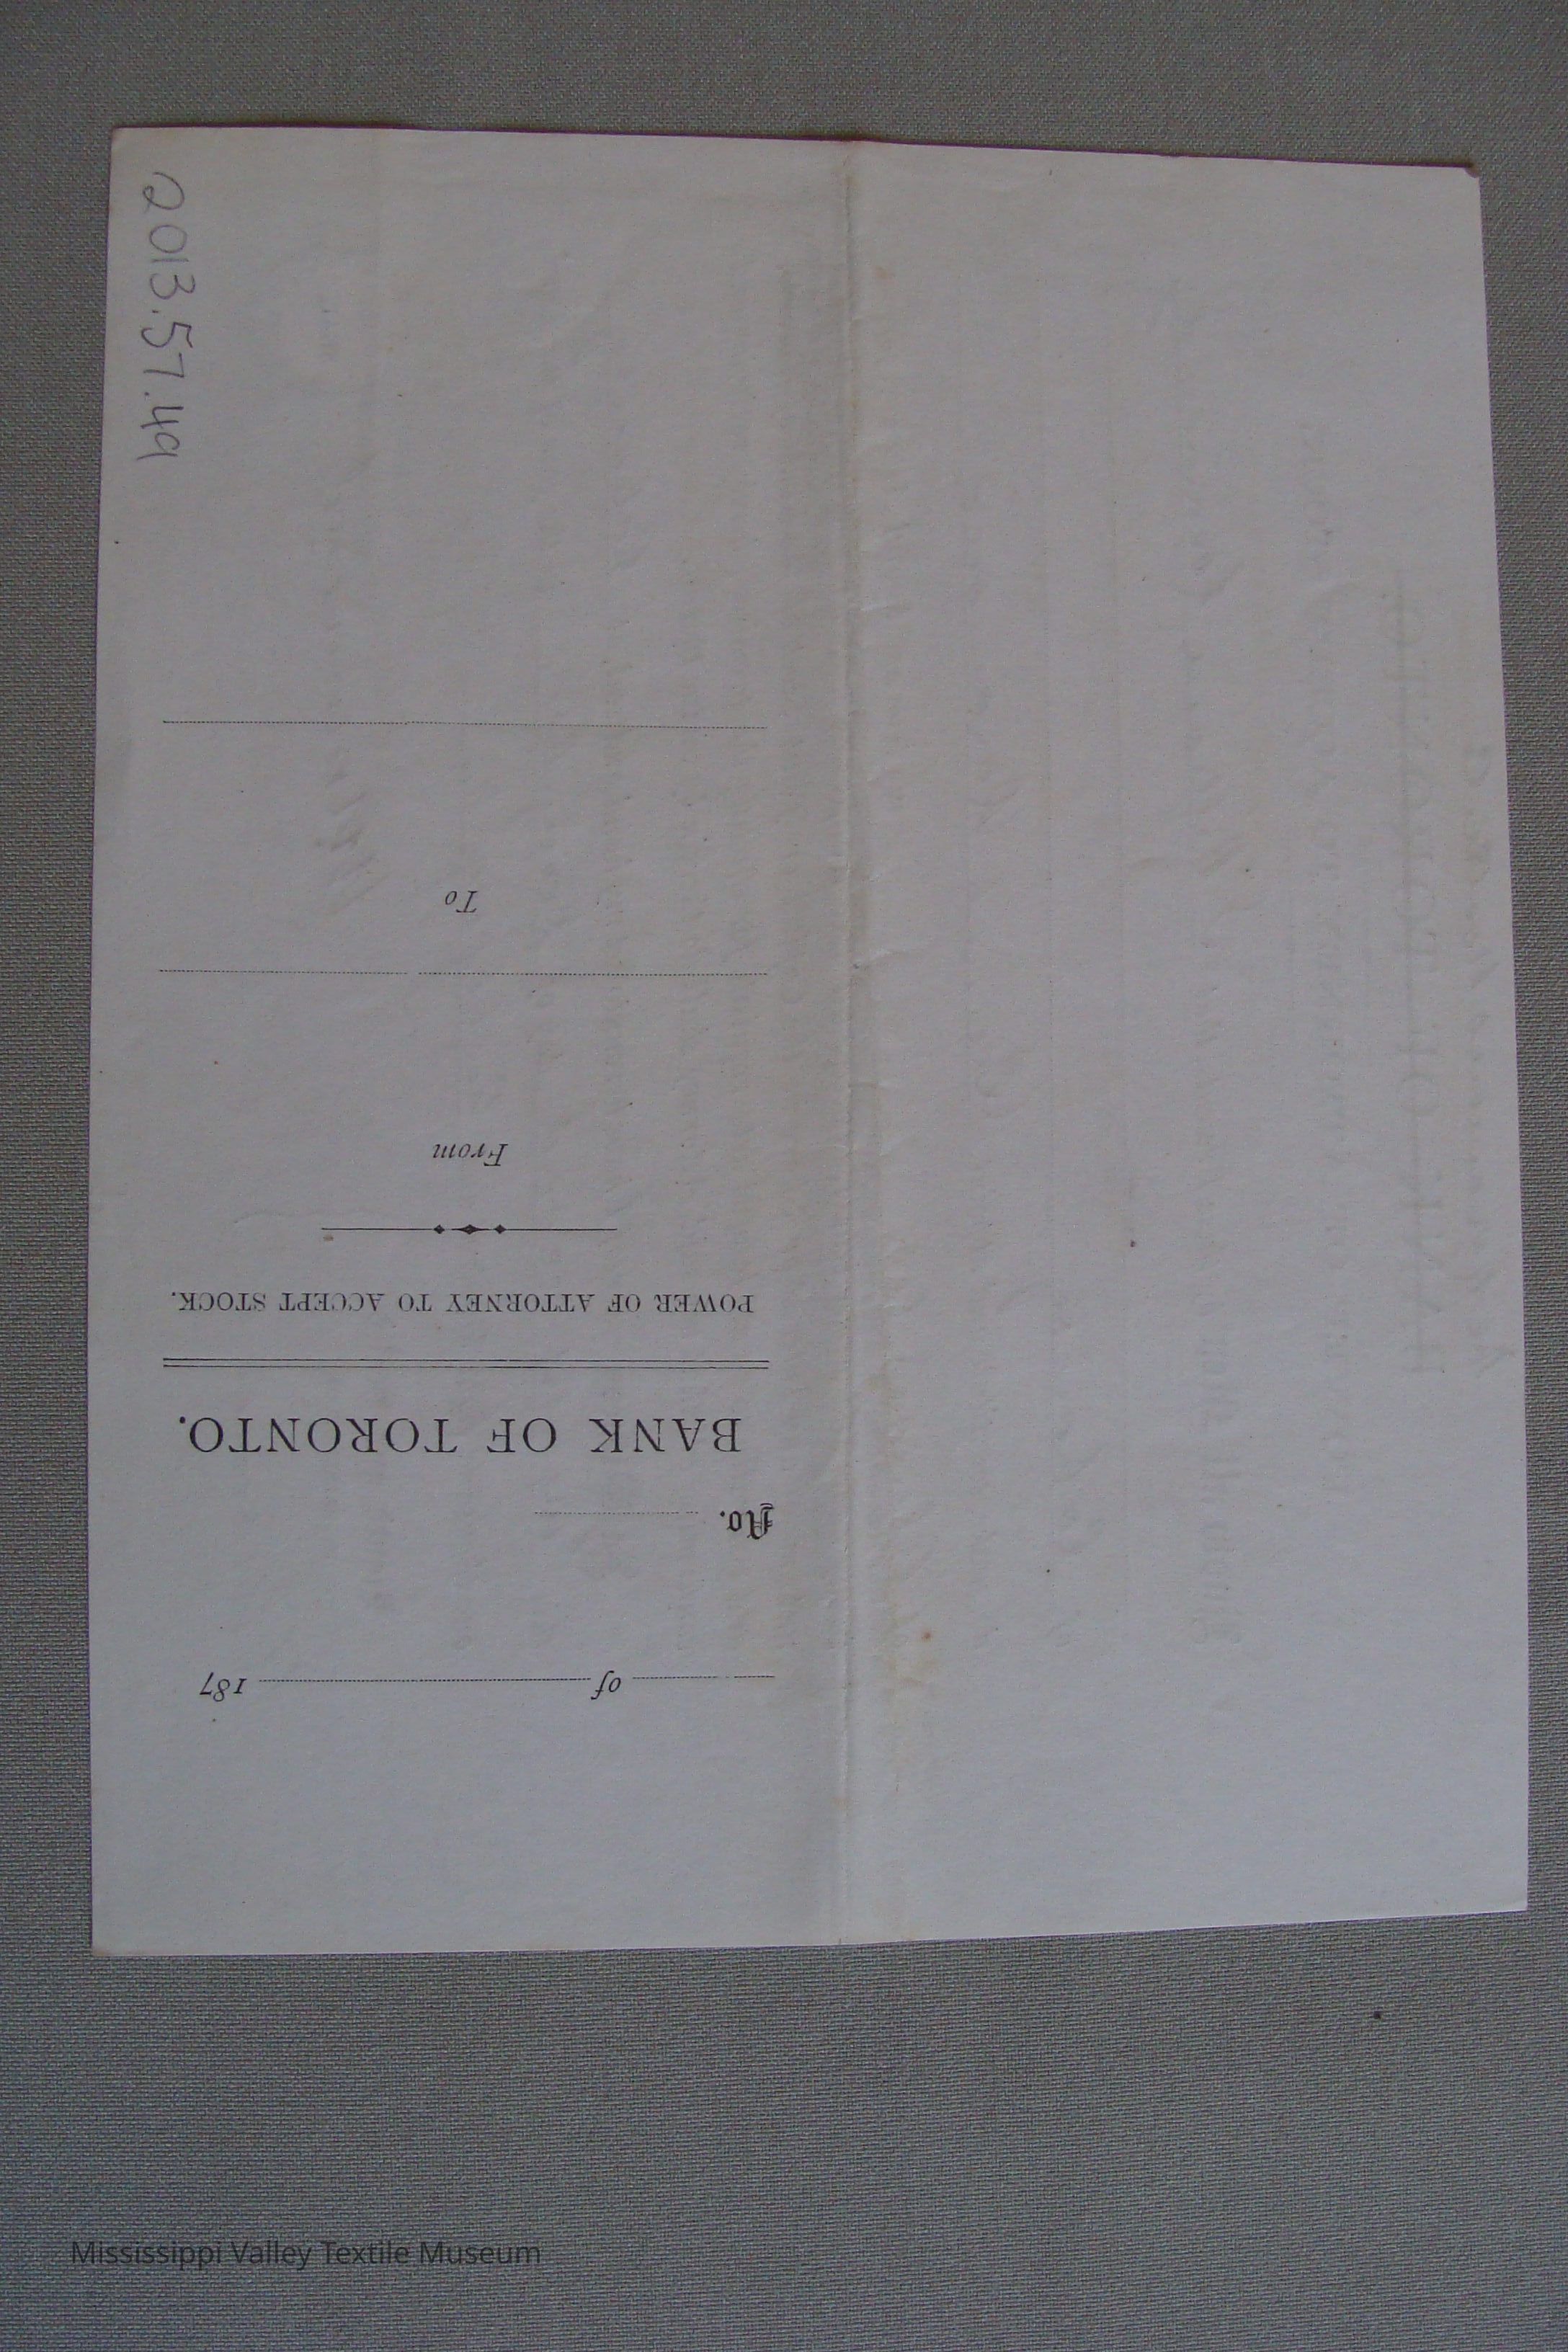 of 187
No.
BANK OF TORONTO.
POWER OF ATTORNEY TO ACCEPT STOCK.
From
To
2013.57.49
Mississippi Valley Textile Museum